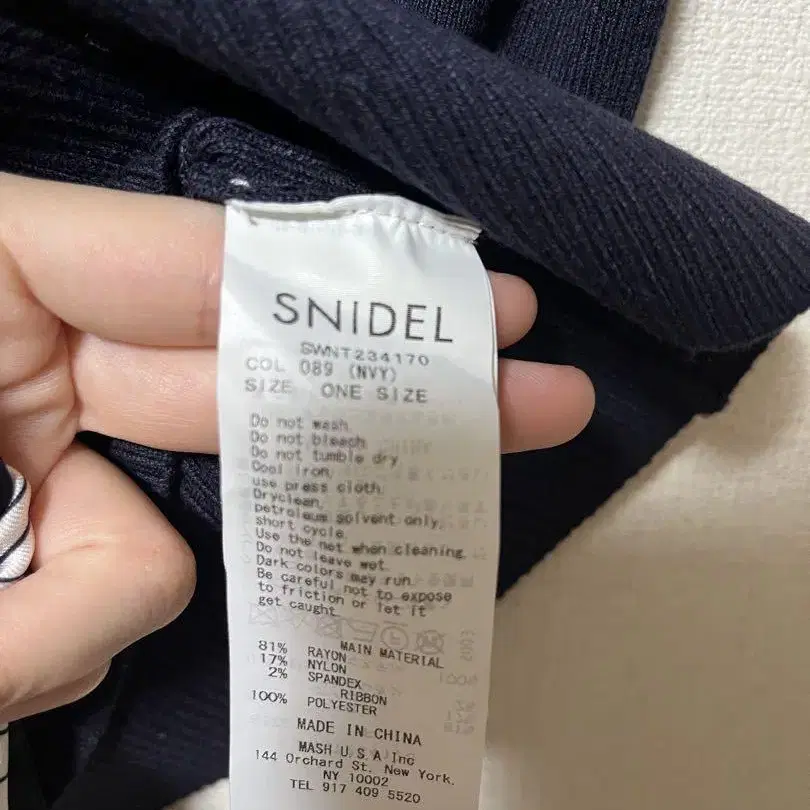 SNIDEL
SWNT234170
COL 089 (NVY)
SIZE ONE SIZE
Do not wash.
Do not bleach
Do not tumble dry
Cool iron,
use press cloth.
Dryclean,
petroleum solvent only,
short cycle.
Use the net when cleaning.
Do not leave wet.
Dark colors may run.
Be careful not to expose
to friction or let it
get caught.
MAIN MATERIAL
81% RAYON
17% NYLON
2% SPANDEX
RIBBON
100% POLYESTER
MADE IN CHINA
MASH U.S.A Inc
144 Orchard St. New York.
NY 10002
TEL 917 409 5520